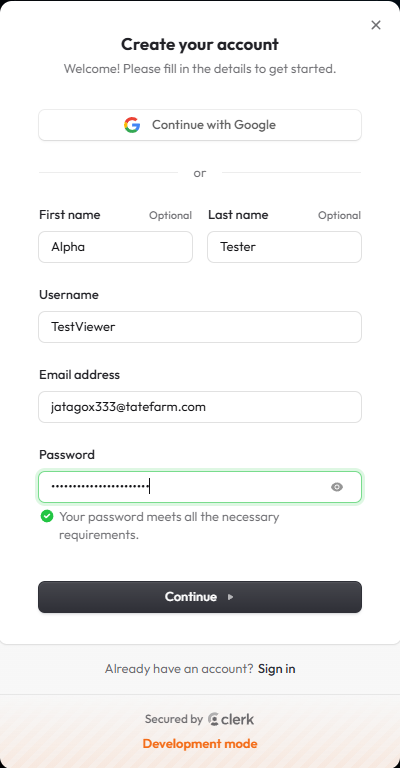 Create your account
Welcome! Please fill in the details to get started.
Continue with Google
or
First name Optional Last name Optional
Alpha Tester
Username
TestViewer
Email address
jatagox333@tatefarm.com
Password
•••••••••••••••••••••••
Your password meets all the necessary
requirements.
Continue
Already have an account? Sign in
Secured by clerk
Development mode